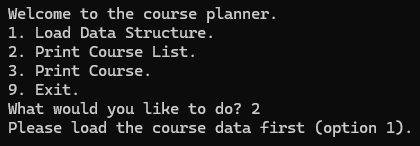 Welcome to the course planner.
1. Load Data Structure.
2. Print Course List.
3. Print Course.
9. Exit.
What would you like to do? 2
Please load the course data first (option 1).